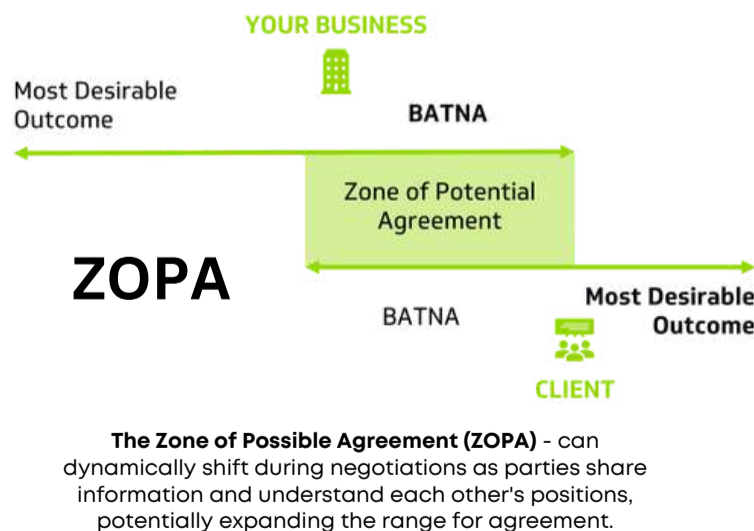 YOUR BUSINESS
Most Desirable
Outcome
BATNA
Zone of Potential
Agreement
ZOPA
BATNA
Most Desirable
Outcome
CLIENT
The Zone of Possible Agreement (ZOPA) - can
dynamically shift during negotiations as parties share
information and understand each other's positions,
potentially expanding the range for agreement.